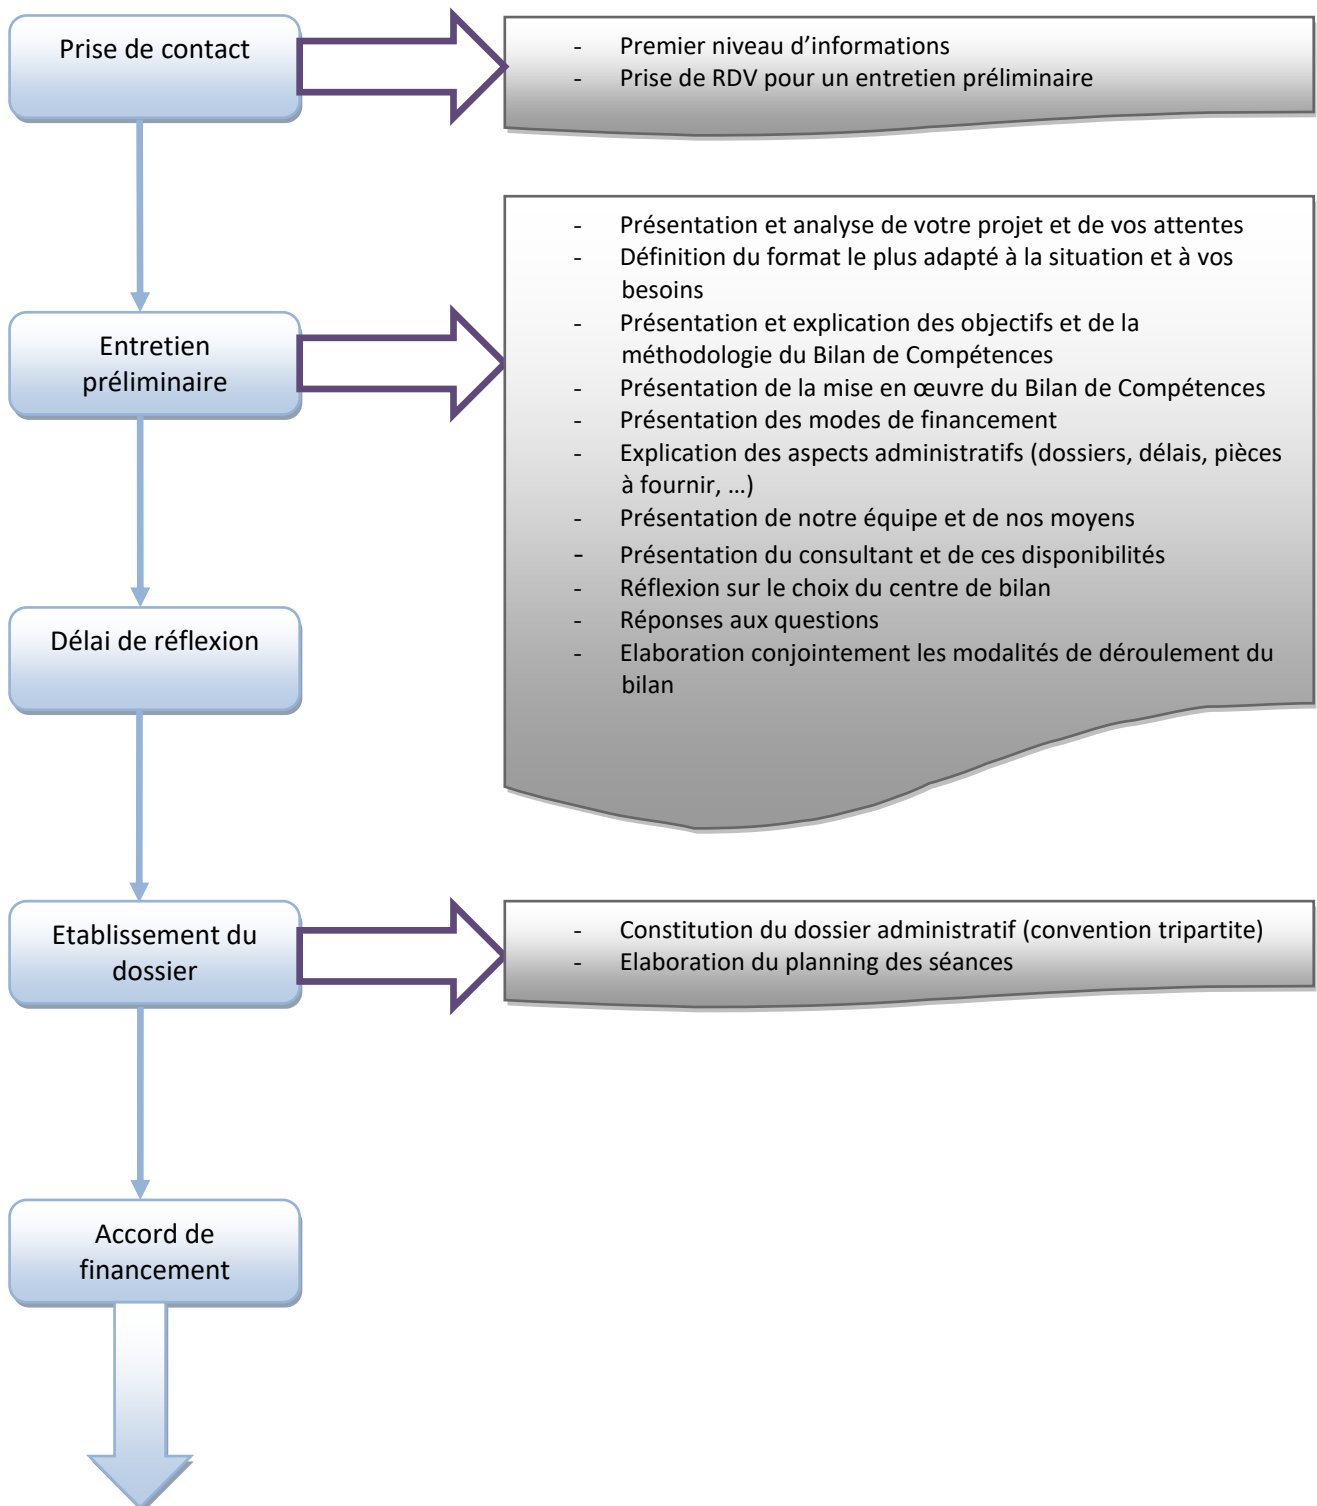 Prise de contact
- Premier niveau d’informations
- Prise de RDV pour un entretien préliminaire
Entretien
préliminaire
- Présentation et analyse de votre projet et de vos attentes
- Définition du format le plus adapté à la situation et à vos
besoins
- Présentation et explication des objectifs et de la
méthodologie du Bilan de Compétences
- Présentation de la mise en œuvre du Bilan de Compétences
- Présentation des modes de financement
- Explication des aspects administratifs (dossiers, délais, pièces
à fournir, …)
- Présentation de notre équipe et de nos moyens
- Présentation du consultant et de ces disponibilités
- Réflexion sur le choix du centre de bilan
- Réponses aux questions
- Elaboration conjointement les modalités de déroulement du
bilan
Délai de réflexion
Etablissement du
dossier
- Constitution du dossier administratif (convention tripartite)
- Elaboration du planning des séances
Accord de
financement